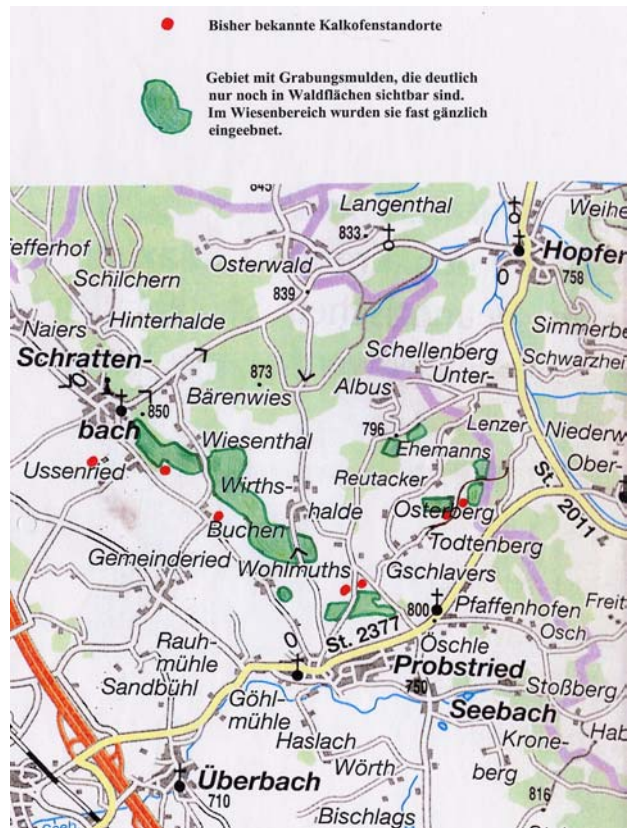 Bisher bekannte Kalkofenstandorte
Gebiet mit Grabungsmulden, die deutlich
nur noch in Waldflächen sichtbar sind.
Im Wiesenbereich wurden sie fast gänzlich
eingeebnet.
845
Langenthal
833
Weihe
efferhof
Osterwald
Hopfer
Schilchern
839
0
758
Naiers
Hinterhalde
Simmerbe
Schratten-
873
Schellenberg
Schwarzhei
850
Bärenwies
Albus
Unter-
bach
796
Lenzer
Niederw
Wiesenthal
Ehemanns
Ober-
Ussenried
Wirths-
Reutacker
St. 2011
halde
Osterberg
Buchen
Todtenberg
Gemeinderied
Wohlmuths
Gschlavers
800
Pfaffenhofen
Freit
0
St. 2377
Osch
Rauh-
mühle
Öschle
Probstried
Sandbühl
750
Stoßberg
Göhl-
mühle
Seebach
Hab
Haslach
Krone-
berg
Wörth
Überbach
710
816
Bischlags